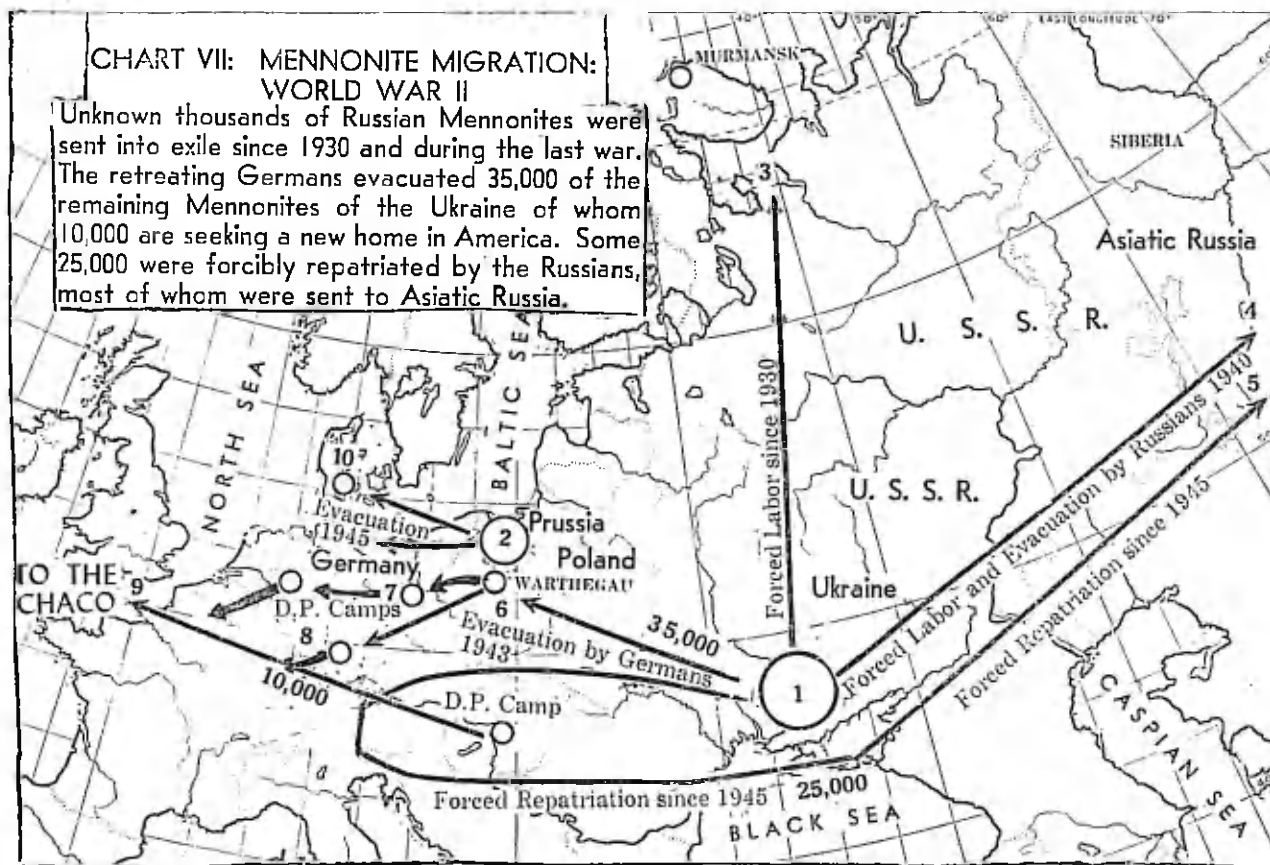 CHART VII: MENNONITE MIGRATION:
WORLD WAR II
Unknown thousands of Russian Mennonites were
sent into exile since 1930 and during the last war.
The retreating Germans evacuated 35,000 of the
remaining Mennonites of the Ukraine of whom
10,000 are seeking a new home in America. Some
25,000 were forcibly repatriated by the Russians,
most of whom were sent to Asiatic Russia.
40°
50°
60°
EAST LONGITUDE 70°
MURMANSK
SIBERIA
3
Asiatic Russia
U. S. S. R.
4
5
NORTH SEA
BALTIC SEA
Forced Labor since 1930
U. S. S. R.
10
Evacuation
1945
2
Prussia
Poland
Germany
WARTHEGAU
TO THE
CHACO
9
7
D.P. Camps
6
8
Evacuation by Germans
1943
35,000
Ukraine
1
Forced Labor and Evacuation by Russians 1940
Forced Repatriation since 1945
10,000
D.P. Camp
Forced Repatriation since 1945
25,000
BLACK SEA
CASPIAN SEA